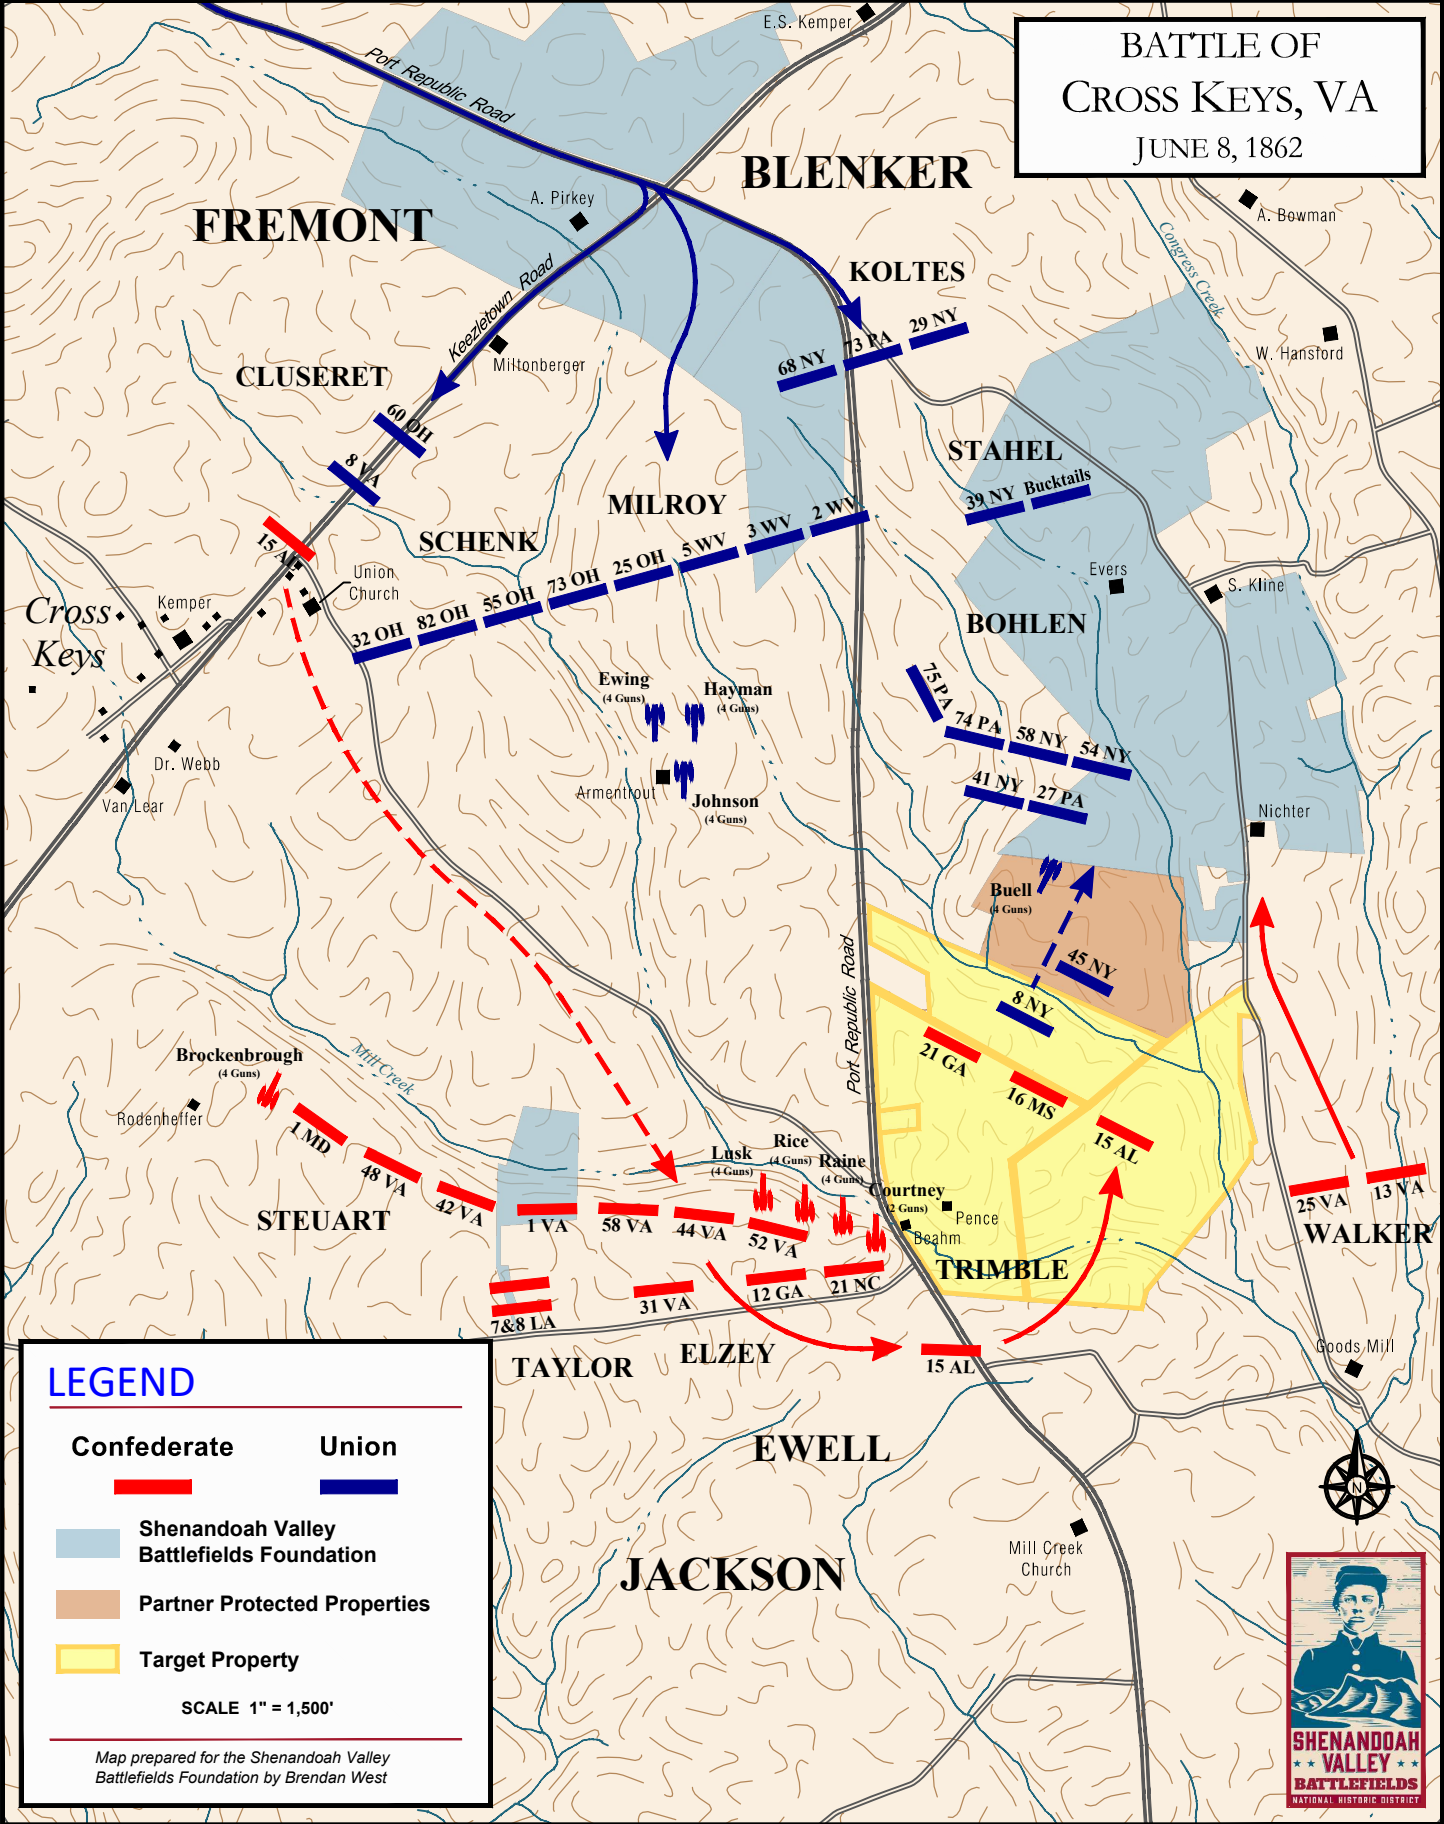 BATTLE OF
CROSS KEYS, VA
JUNE 8, 1862
E.S. Kemper
Port Republic Road
BLENKER
A. Pirkey
FREMONT
A. Bowman
Congress Creek
KOLTES
Keezletown Road
29 NY
73 PA
68 NY
W. Hansford
Miltonberger
CLUSERET
60 OH
8 VA
STAHEL
39 NY
Bucktails
MILROY
SCHENK
2 WV
3 WV
5 WV
25 OH
73 OH
55 OH
82 OH
32 OH
15 AL
Union
Church
Evers
S. Kline
Cross
Keys
Kemper
BOHLEN
75 PA
74 PA
58 NY
54 NY
41 NY
27 PA
Ewing
(4 Guns)
Hayman
(4 Guns)
Dr. Webb
Van Lear
Armentrout
Johnson
(4 Guns)
Nichter
Buell
(4 Guns)
45 NY
8 NY
Port Republic Road
21 GA
16 MS
15 AL
Brockenbrough
(4 Guns)
Mill Creek
Rodenheffer
1 MD
48 VA
42 VA
STEUART
1 VA
58 VA
44 VA
52 VA
Lusk
(4 Guns)
Rice
(4 Guns)
Raine
(4 Guns)
Courtney
(2 Guns)
Pence
Beahm
TRIMBLE
25 VA
13 VA
WALKER
7&8 LA
31 VA
12 GA
21 NC
TAYLOR
ELZEY
15 AL
Goods Mill
EWELL
JACKSON
Mill Creek
Church
N
LEGEND
Confederate
Union
Shenandoah Valley
Battlefields Foundation
Partner Protected Properties
Target Property
SCALE 1" = 1,500'
Map prepared for the Shenandoah Valley
Battlefields Foundation by Brendan West
SHENANDOAH
VALLEY
BATTLEFIELDS
NATIONAL HISTORIC DISTRICT